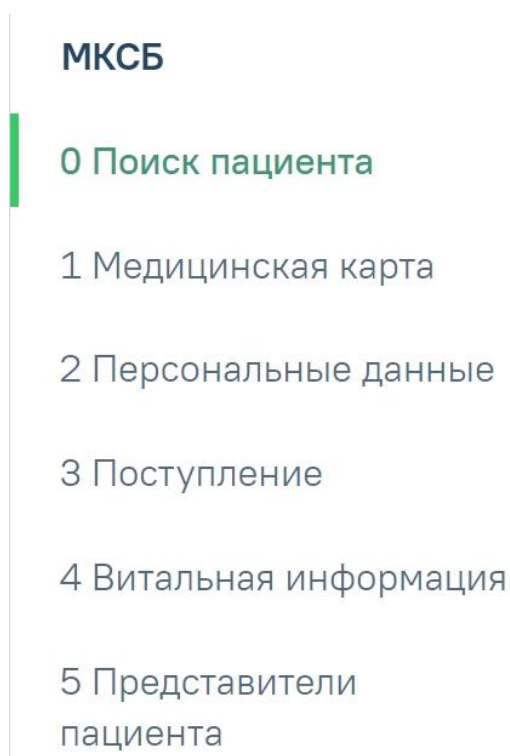 МКСБ
0 Поиск пациента
1 Медицинская карта
2 Персональные данные
3 Поступление
4 Витальная информация
5 Представители
пациента